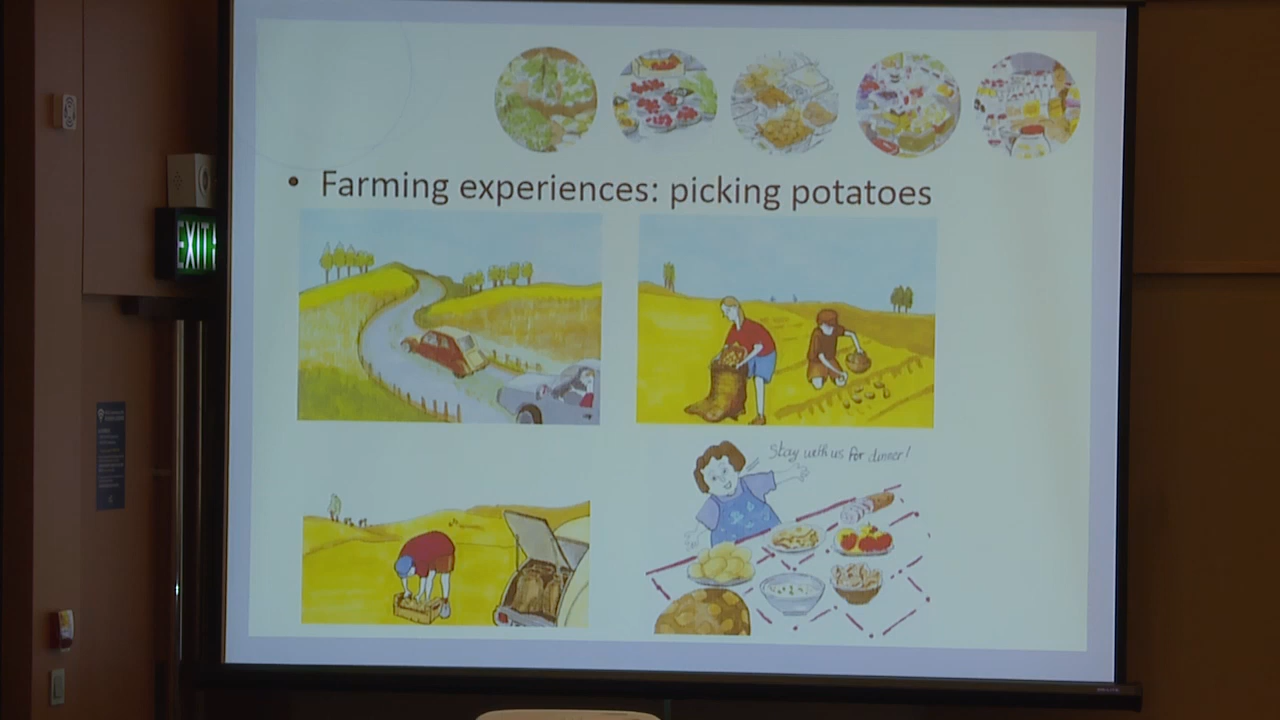 • Farming experiences: picking potatoes
EXIT
Stay with us for dinner!